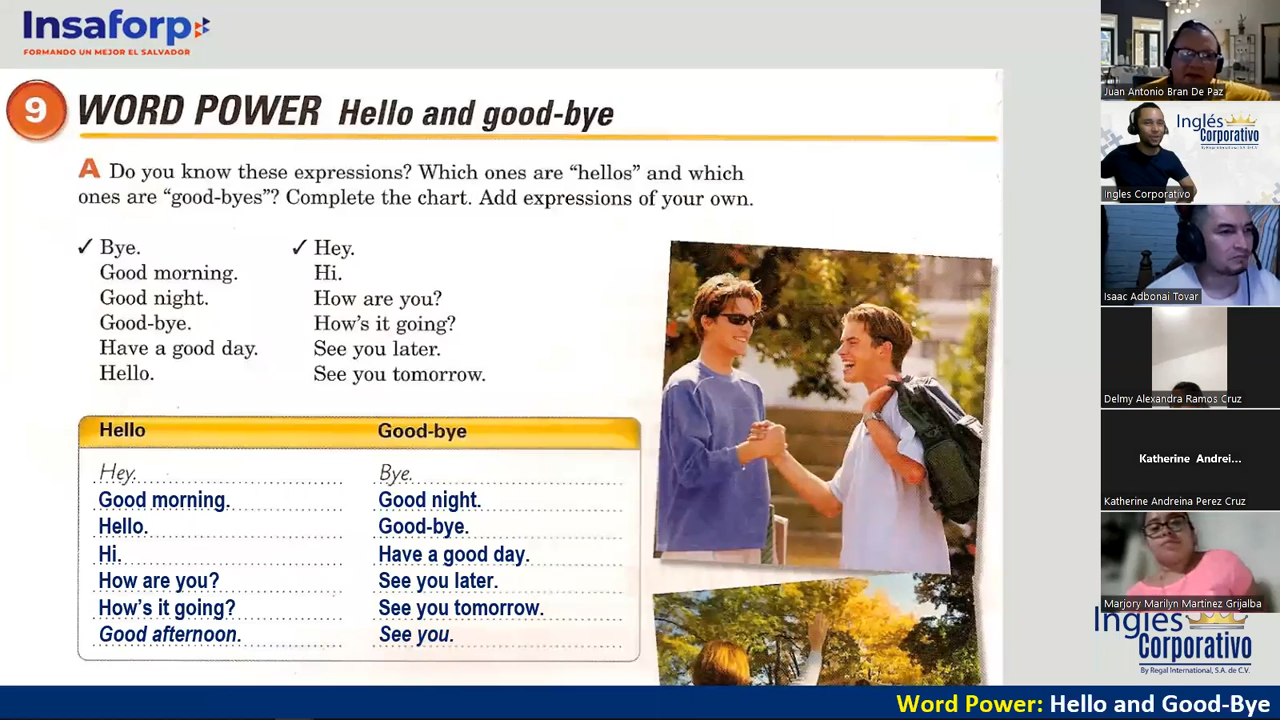 Insaforp
FORMANDO UN MEJOR EL SALVADOR
9 WORD POWER Hello and good-bye
A Do you know these expressions? Which ones are “hellos” and which
ones are “good-byes”? Complete the chart. Add expressions of your own.
✓ Bye.
Good morning.
Good night.
Good-bye.
Have a good day.
Hello.
✓ Hey.
Hi.
How are you?
How's it going?
See you later.
See you tomorrow.
Hello Good-bye
Hey. Bye.
Good morning. Good night.
Hello. Good-bye.
Hi. Have a good day.
How are you? See you later.
How's it going? See you tomorrow.
Good afternoon. See you.
Juan Antonio Bran De Paz
Inglés
Corporativo
By Regal International, S.A. de C.V.
Ingles Corporativo
Isaac Adbonai Tovar
Delmy Alexandra Ramos Cruz
Katherine Andrei...
Katherine Andreina Perez Cruz
Marjory Marilyn Martinez Grijalba
Inglés
Corporativo
By Regal International, S.A. de C.V.
Word Power: Hello and Good-Bye